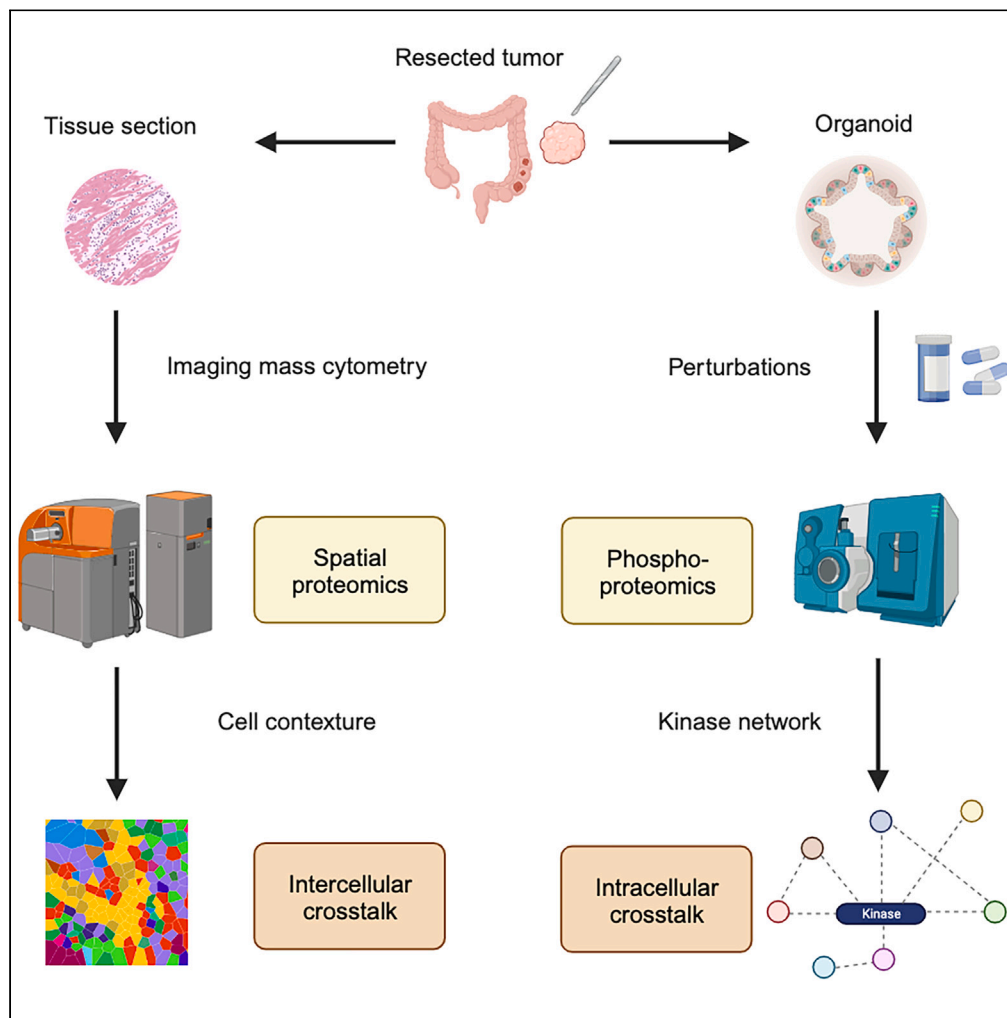 Resected tumor
Tissue section
Organoid
Imaging mass cytometry
Perturbations
Spatial
proteomics
Phospho-
proteomics
Cell contexture
Kinase network
Intercellular
crosstalk
Intracellular
crosstalk
Kinase